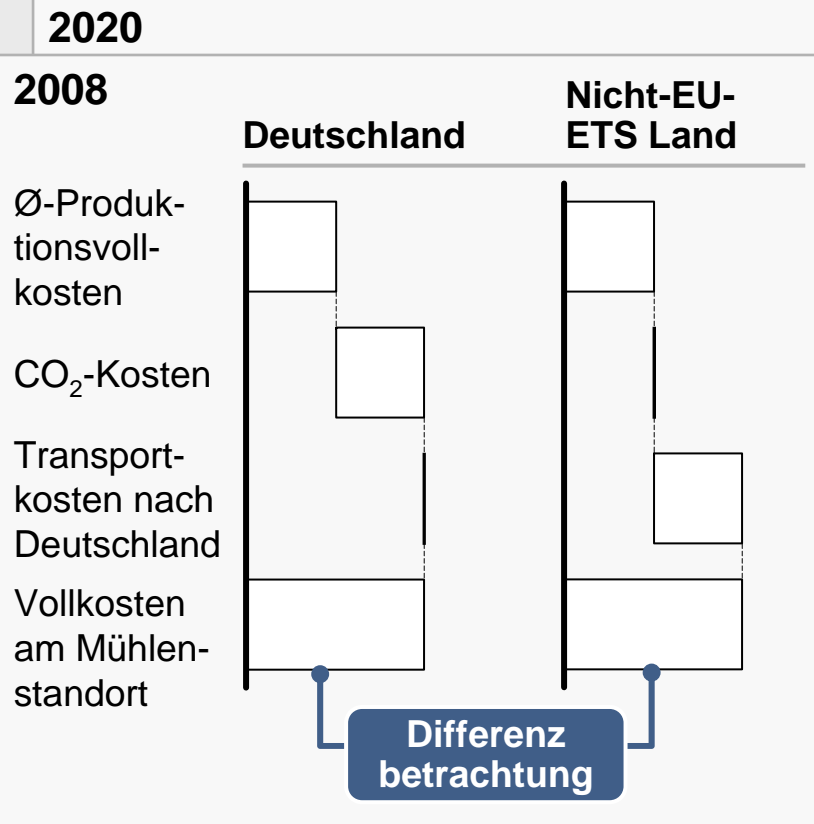 2020
2008
Deutschland
Nicht-EU-
ETS Land
Ø-Produk-
tionsvoll-
kosten
CO₂-Kosten
Transport-
kosten nach
Deutschland
Vollkosten
am Mühlen-
standort
Differenz
betrachtung